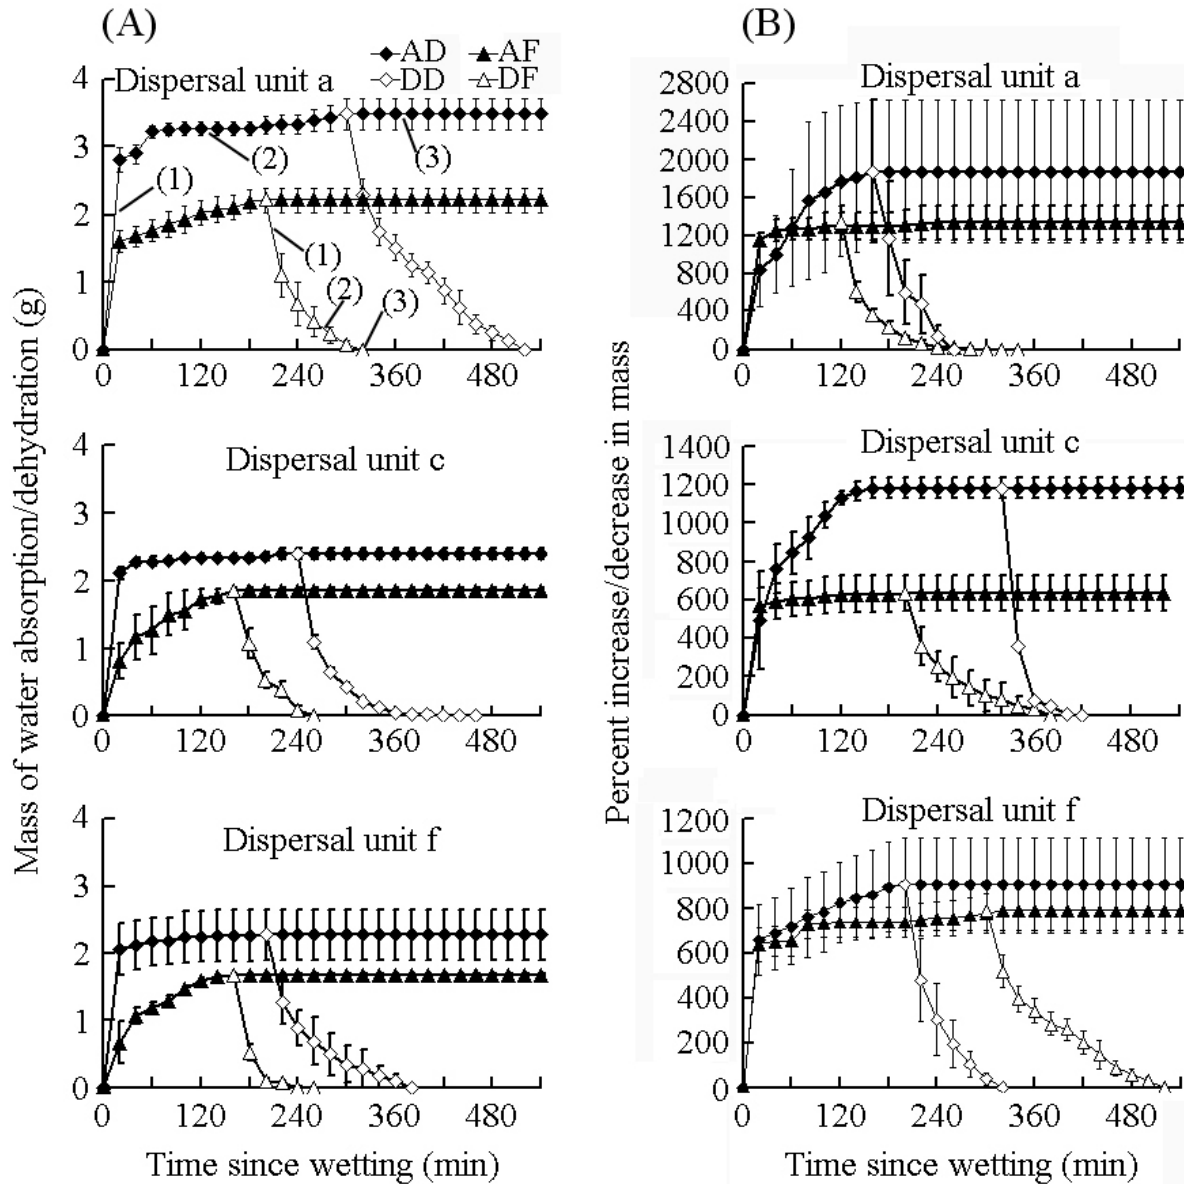 (A)
(B)
AD AF
DD DF
Mass of water absorption/dehydration (g)
Dispersal unit a
4
3
2
1
0
(1)
(2)
(3)
(1)
(2)
(3)
0 120 240 360 480
Dispersal unit c
4
3
2
1
0
0 120 240 360 480
Dispersal unit f
4
3
2
1
0
0 120 240 360 480
Time since wetting (min)
Percent increase/decrease in mass
Dispersal unit a
2800
2400
2000
1600
1200
800
400
0
0 120 240 360 480
Dispersal unit c
1400
1200
1000
800
600
400
200
0
0 120 240 360 480
Dispersal unit f
1200
1000
800
600
400
200
0
0 120 240 360 480
Time since wetting (min)